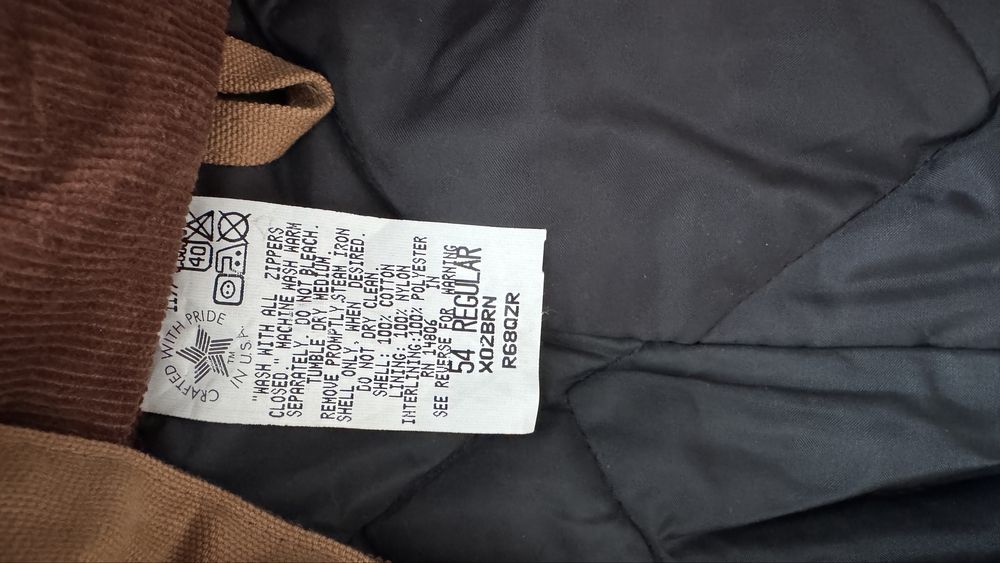 CRAFTED WITH PRIDE
IN U.S.A.
TM
40
"WASH WITH ALL ZIPPERS
CLOSED." MACHINE WASH WARM
SEPARATELY. DO NOT BLEACH.
TUMBLE DRY MEDIUM.
REMOVE PROMPTLY,STEAM IRON
SHELL ONLY, WHEN DESIRED.
DO NOT DRY CLEAN.
SHELL: 100% COTTON
LINING: 100% NYLON
INTERLINING:100% POLYESTER
RN 14806 IN
SEE REVERSE FOR WARNING
54 REGULAR
X02BRN
R68QZR